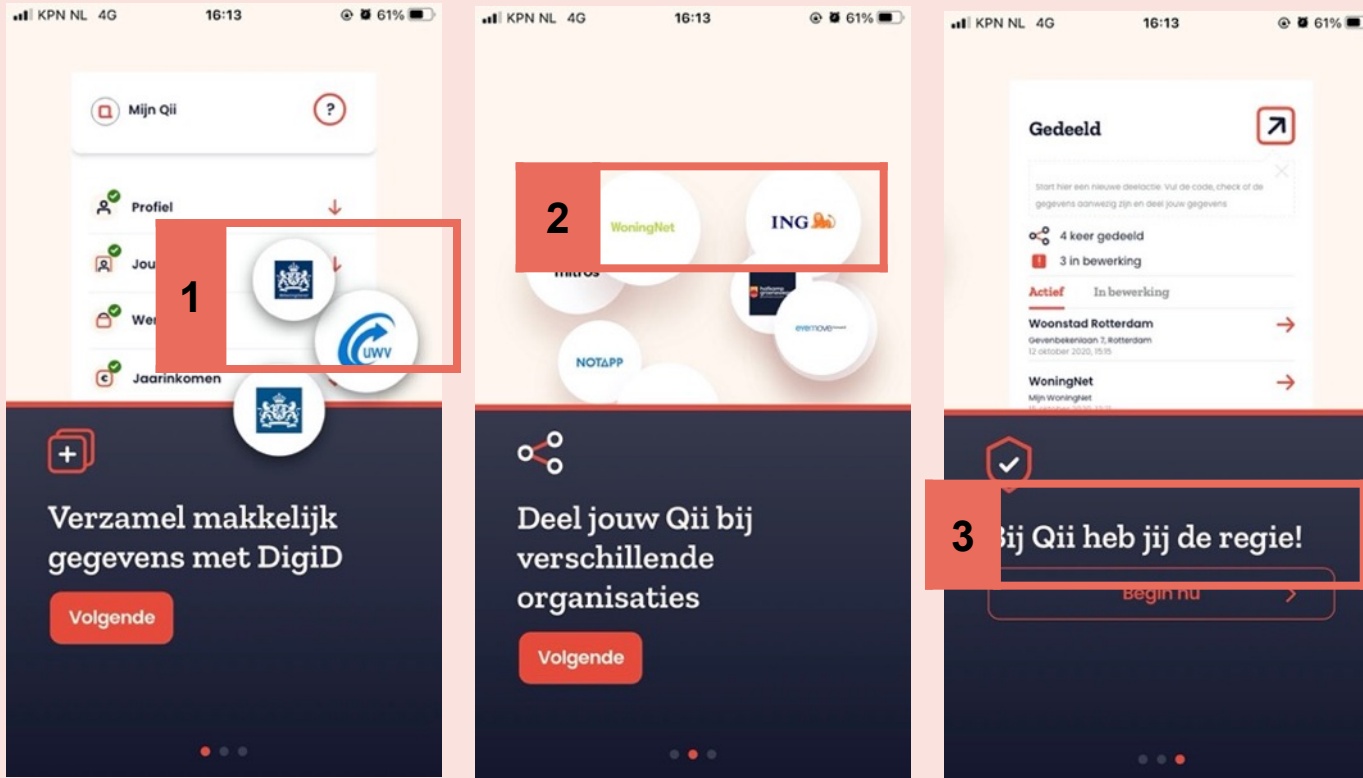 KPN NL 4G 16:13 61%
Mijn Qii
?
Profiel
Jou
1
Wer
UWV
Jaarinkomen
Verzamel makkelijk
gegevens met DigiD
Volgende
KPN NL 4G 16:13 61%
2
WoningNet
ING
mitros
evermove
NOTAPP
Deel jouw Qii bij
verschillende
organisaties
Volgende
KPN NL 4G 16:13 61%
Gedeeld
Start hier een nieuwe deelactie. Vul de code, check of de
gegevens aanwezig zijn en deel jouw gegevens
4 keer gedeeld
3 in bewerking
Actief In bewerking
Woonstad Rotterdam
Gevenbekenlaan 7, Rotterdam
12 oktober 2020, 15:15
WoningNet
Mijn WoningNet
3
Bij Qii heb jij de regie!
Begin nu